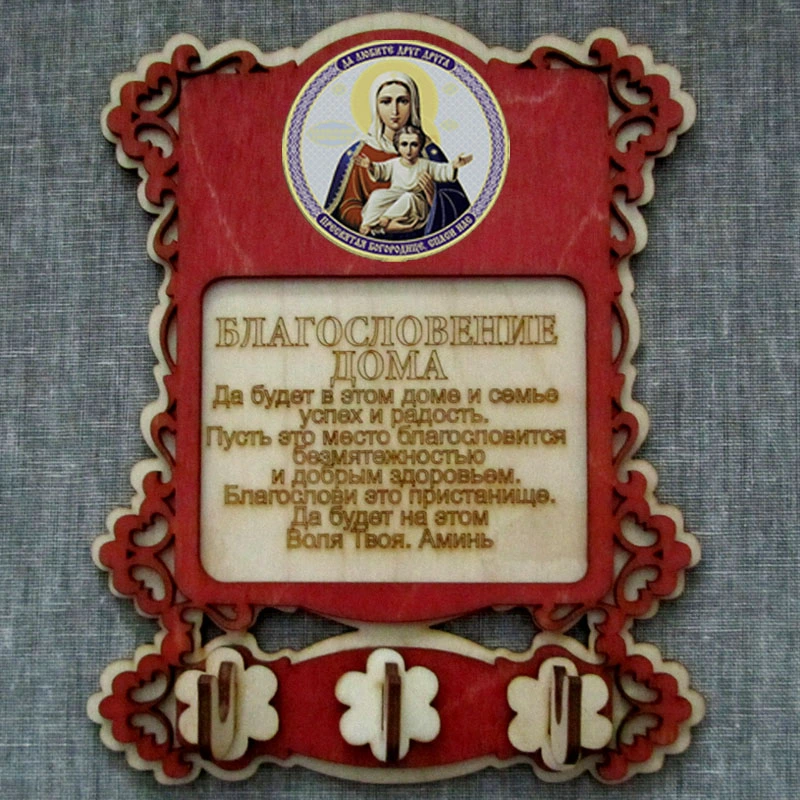 ДА ЛЮБИТЕ ДРУГ ДРУГА
ПРЕСВЯТАЯ БОГОРОДИЦЕ, СПАСИ НАС
БЛАГОСЛОВЕНИЕ
ДОМА
Да будет в этом доме и семье
успех и радость.
Пусть это место благословится
безмятежностью
и добрым здоровьем.
Благослови это пристанище.
Да будет на этом
Воля Твоя. Аминь